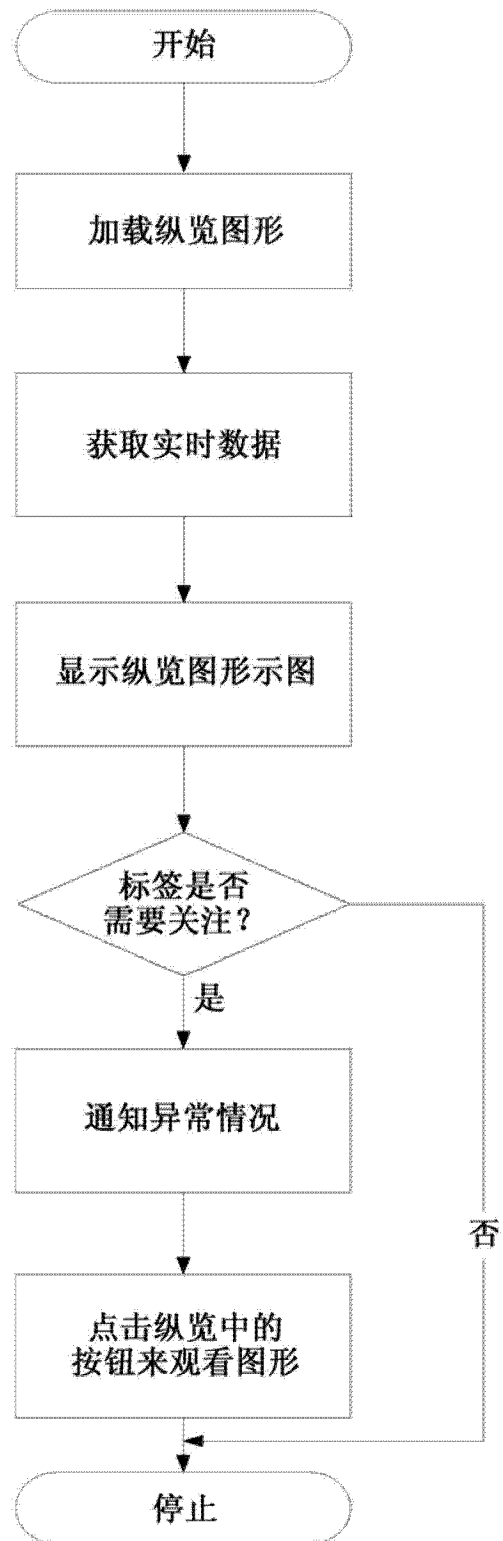 开始
加载纵览图形
获取实时数据
显示纵览图形示图
标签是否
需要关注?
是
通知异常情况
否
点击纵览中的
按钮来观看图形
停止